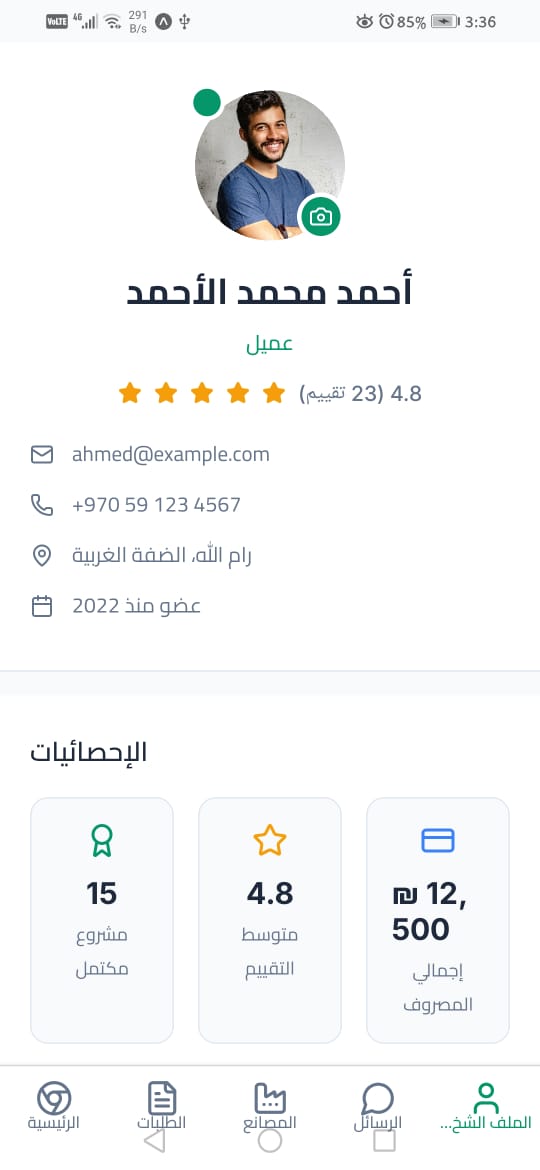 VoLTE 4G 291 B/s 85% 3:36
أحمد محمد الأحمد
عميل
4.8 (23 تقييم)
ahmed@example.com
+970 59 123 4567
رام الله، الضفة الغربية
عضو منذ 2022
الإحصائيات
15
مشروع
مكتمل
4.8
متوسط
التقييم
₪ 12,
500
إجمالي
المصروف
الرئيسية
الطلبات
المصانع
الرسائل
الملف الشخ...